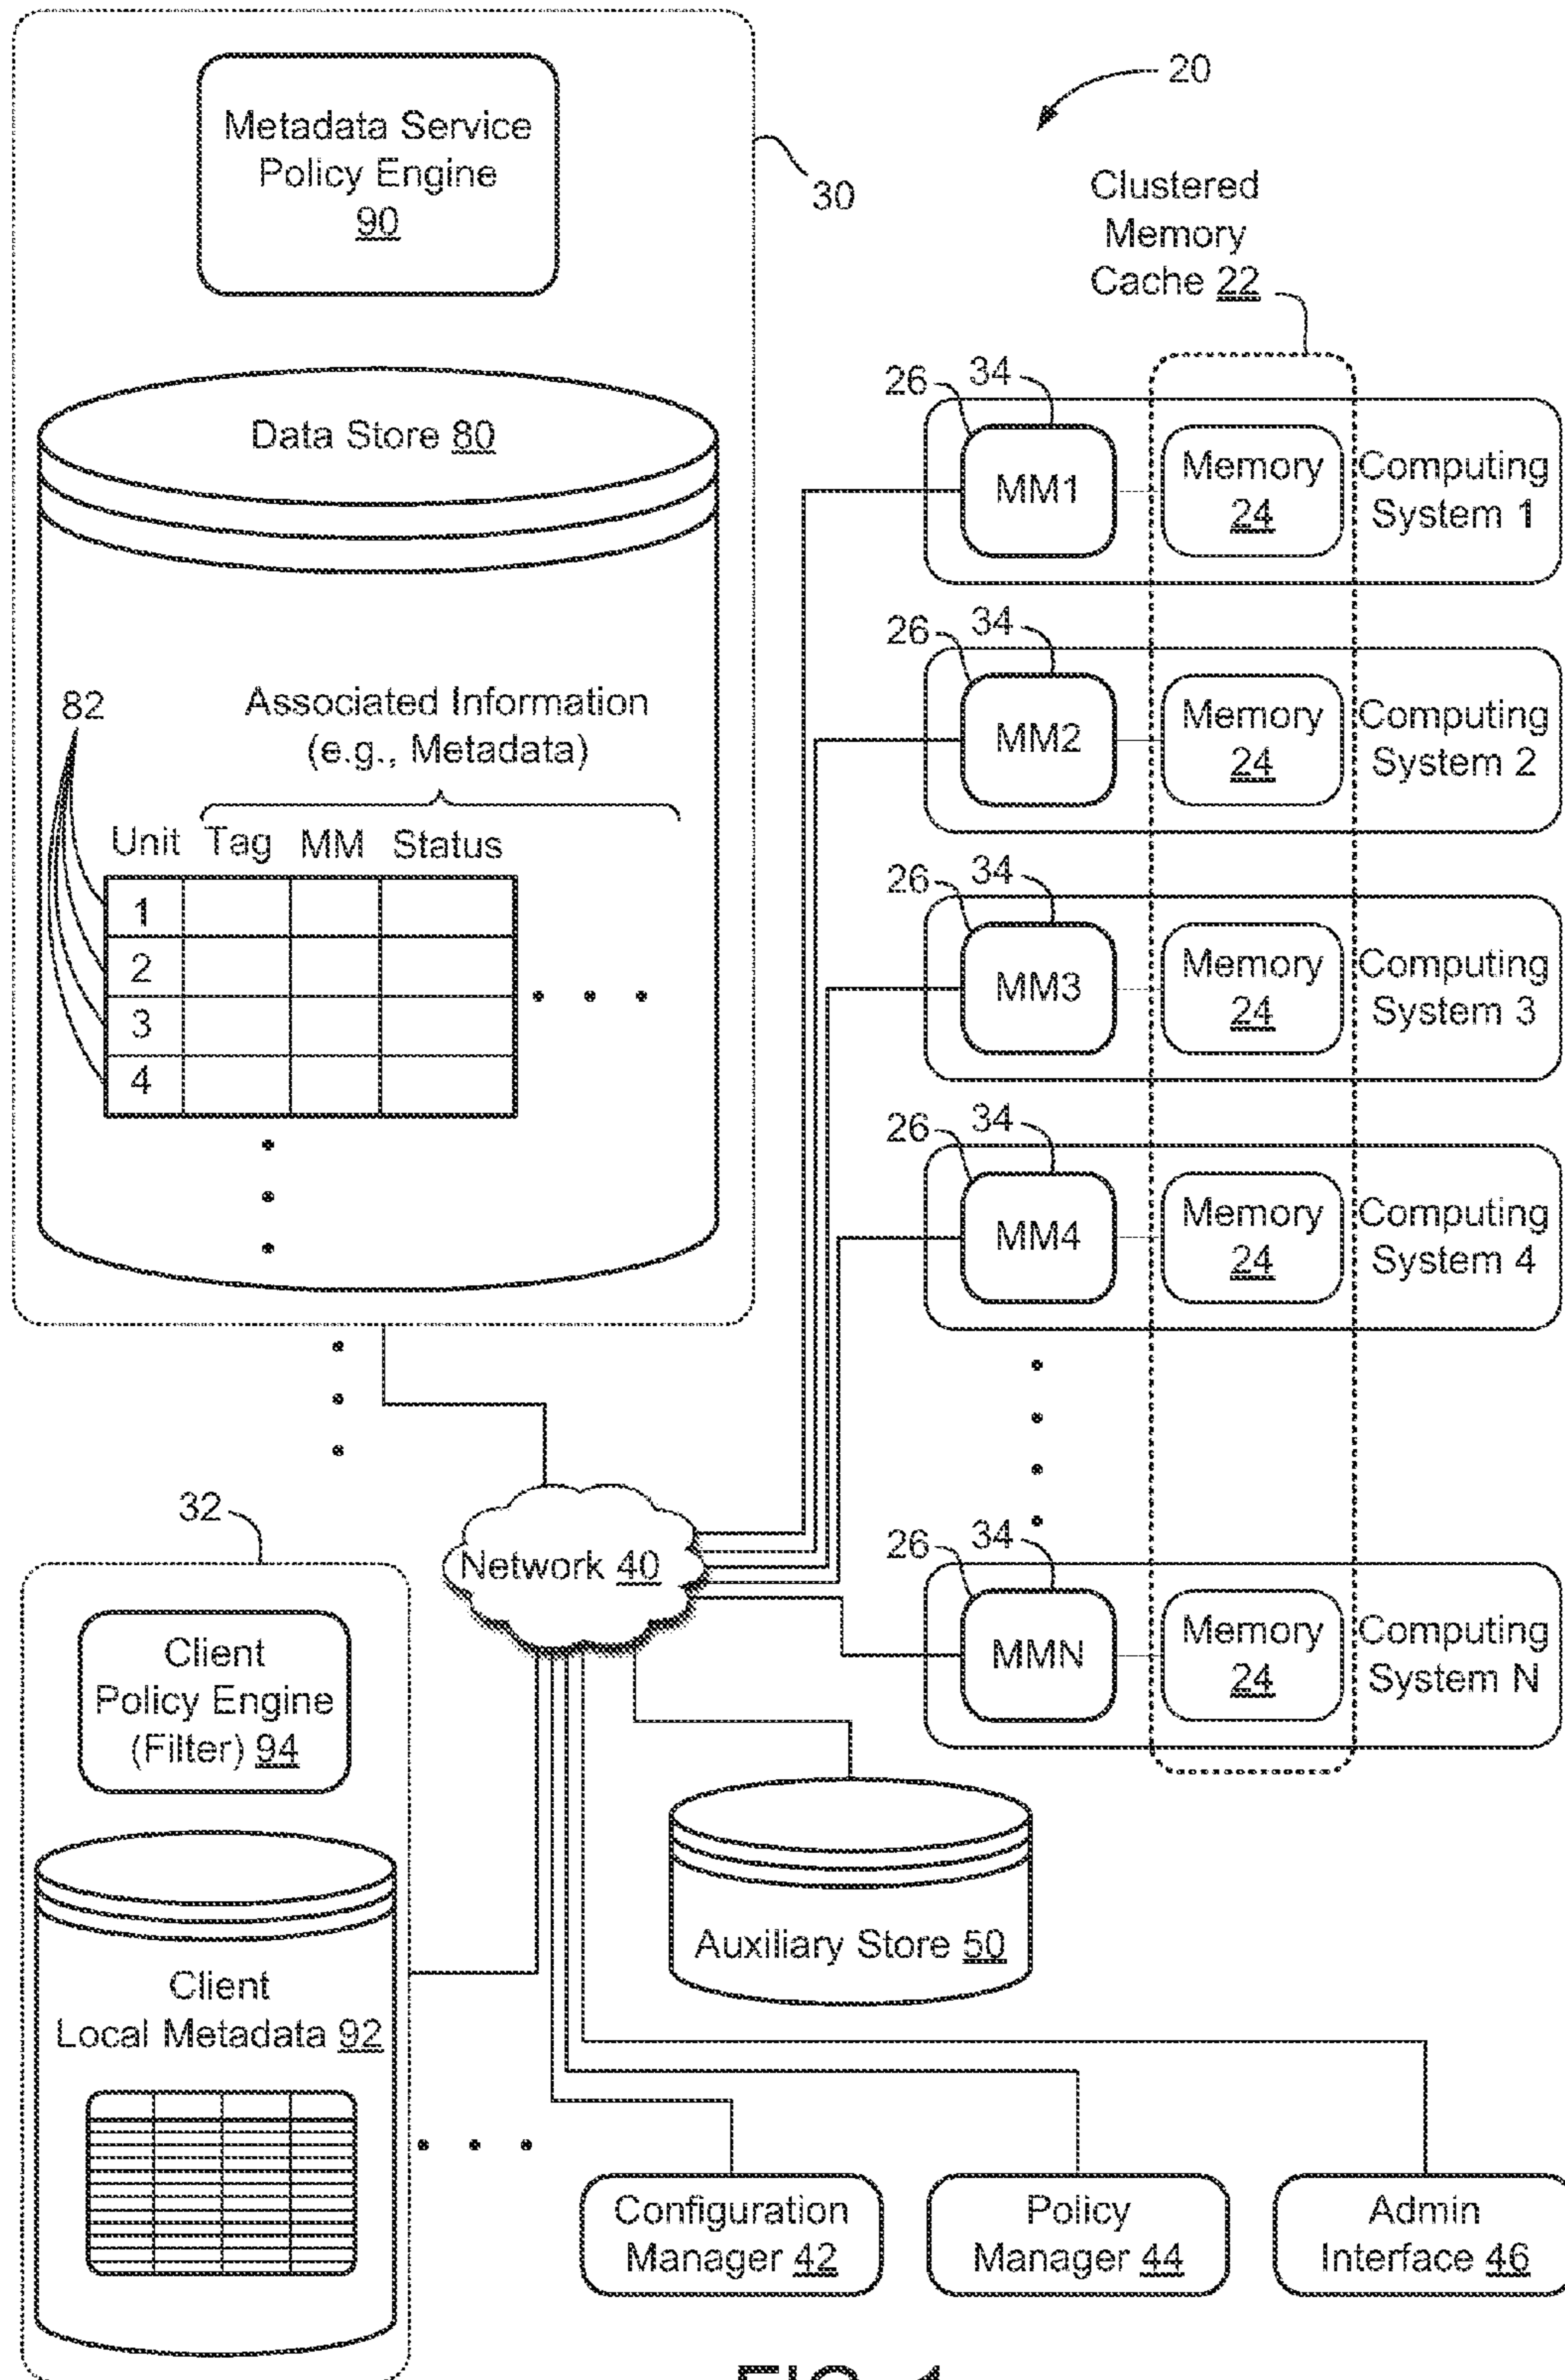 Metadata Service
Policy Engine
90
30
20
Clustered
Memory
Cache 22
Data Store 80
82
Associated Information
(e.g., Metadata)
Unit Tag MM Status
1
2
3
4
26 34
MM1
Memory
24
Computing
System 1
26 34
MM2
Memory
24
Computing
System 2
26 34
MM3
Memory
24
Computing
System 3
26 34
MM4
Memory
24
Computing
System 4
26 34
MMN
Memory
24
Computing
System N
Network 40
32
Client
Policy Engine
(Filter) 94
Client
Local Metadata 92
Auxiliary Store 50
Configuration
Manager 42
Policy
Manager 44
Admin
Interface 46
FIG. 1